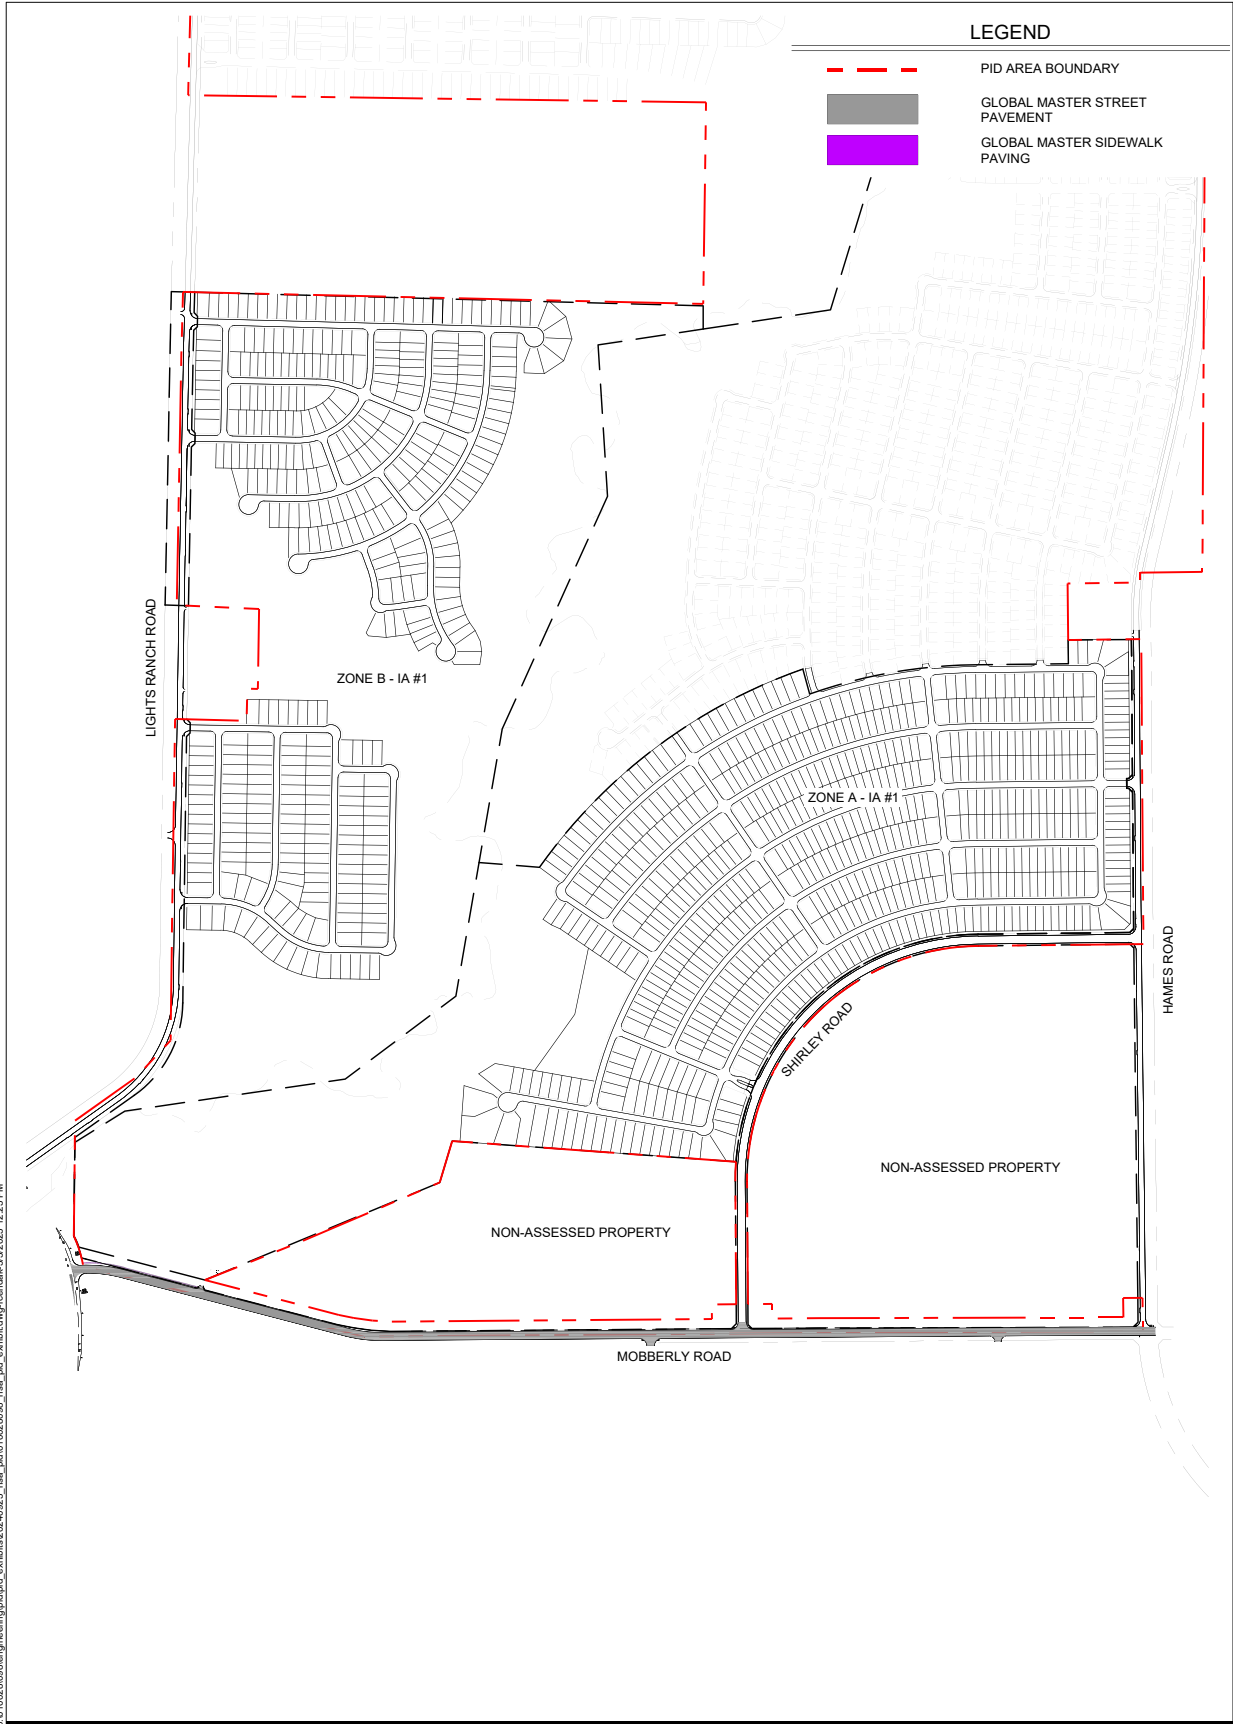 LEGEND
PID AREA BOUNDARY
GLOBAL MASTER STREET
PAVEMENT
GLOBAL MASTER SIDEWALK
PAVING
LIGHTS RANCH ROAD
ZONE B - IA #1
ZONE A - IA #1
HAMES ROAD
SHIRLEY ROAD
NON-ASSESSED PROPERTY
NON-ASSESSED PROPERTY
MOBBERLY ROAD